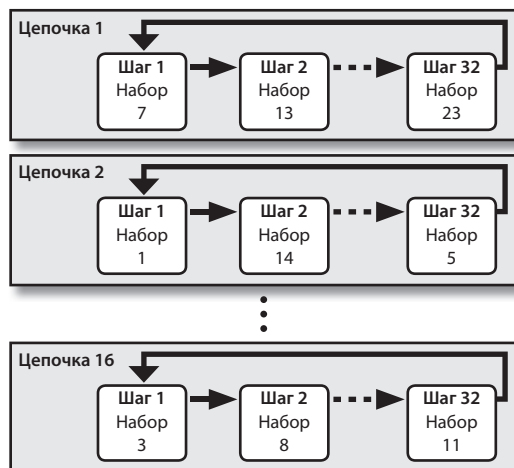 Цепочка 1
Шаг 1 Шаг 2 Шаг 32
Набор Набор Набор
7 13 23
Цепочка 2
Шаг 1 Шаг 2 Шаг 32
Набор Набор Набор
1 14 5
Цепочка 16
Шаг 1 Шаг 2 Шаг 32
Набор Набор Набор
3 8 11